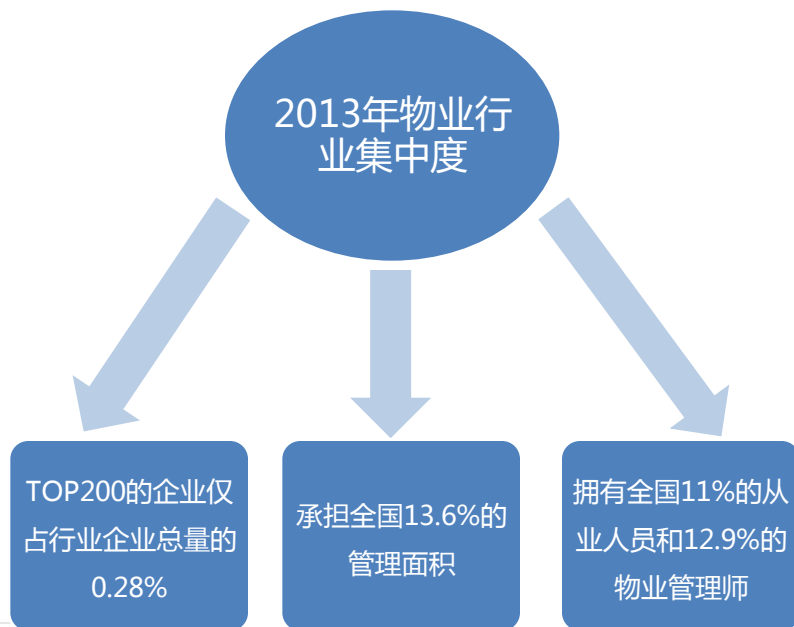 2013年物业行
业集中度
TOP200的企业仅
占行业企业总量的
0.28%
承担全国13.6%的
管理面积
拥有全国11%的从
业人员和12.9%的
物业管理师